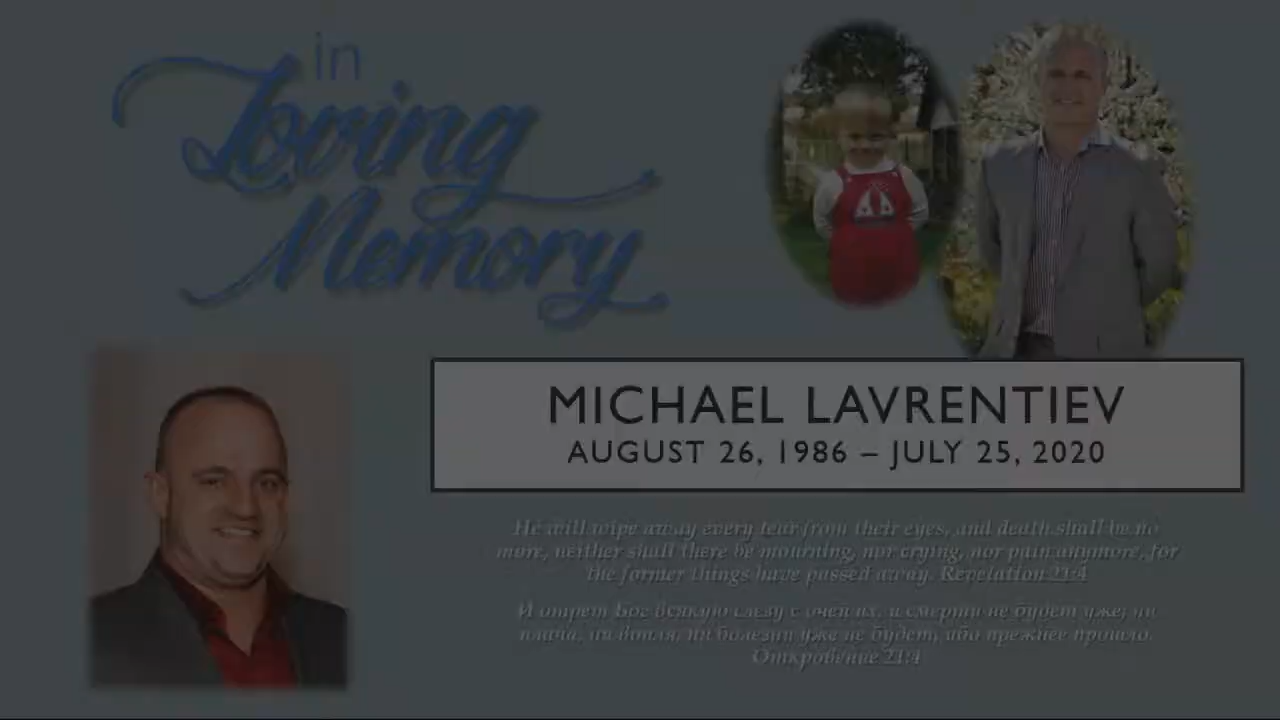 in
Loving
Memory
MICHAEL LAVRENTIEV
AUGUST 26, 1986 – JULY 25, 2020
He will wipe away every tear from their eyes, and death shall be no
more, neither shall there be mourning, nor crying, nor pain anymore, for
the former things have passed away. Revelation 21:4
И отрет Бог всякую слезу с очей их, и смерти не будет уже; ни
плача, ни вопля, ни болезни уже не будет, ибо прежнее прошло.
Откровение 21:4